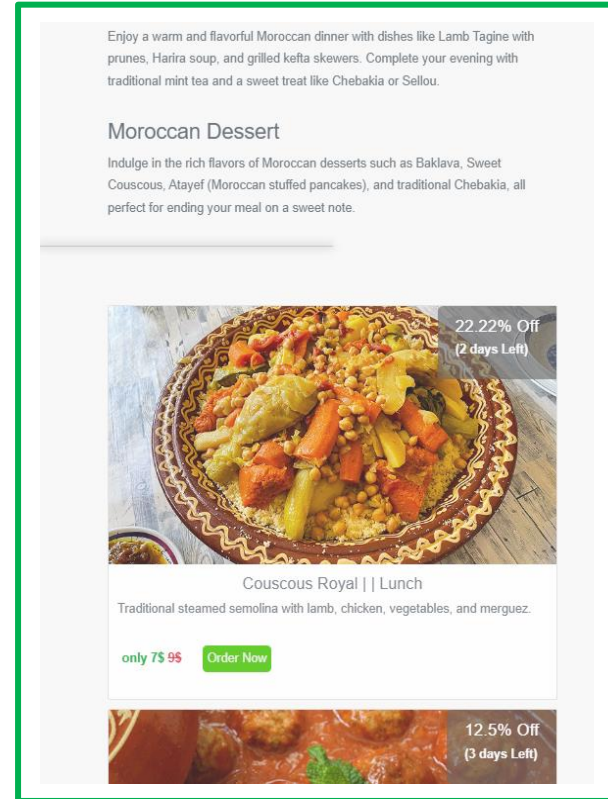 Enjoy a warm and flavorful Moroccan dinner with dishes like Lamb Tagine with
prunes, Harira soup, and grilled kefta skewers. Complete your evening with
traditional mint tea and a sweet treat like Chebakia or Sellou.
Moroccan Dessert
Indulge in the rich flavors of Moroccan desserts such as Baklava, Sweet
Couscous, Atayef (Moroccan stuffed pancakes), and traditional Chebakia, all
perfect for ending your meal on a sweet note.
22.22% Off
(2 days Left)
Couscous Royal | | Lunch
Traditional steamed semolina with lamb, chicken, vegetables, and merguez.
only 7$ 9$ Order Now
12.5% Off
(3 days Left)